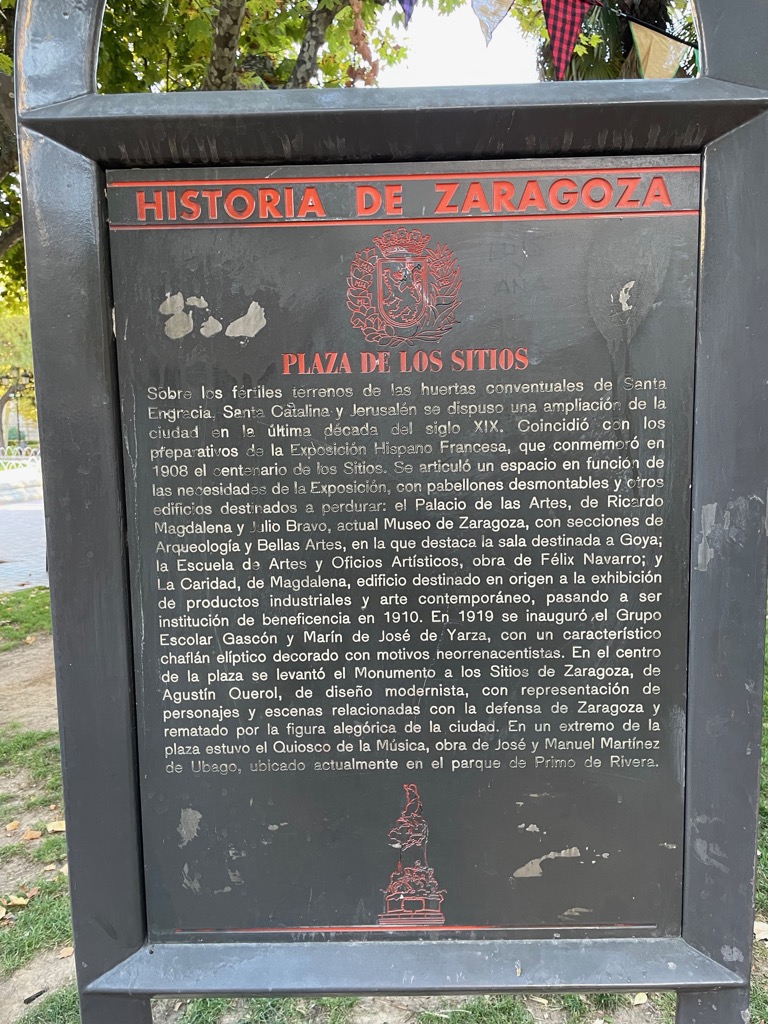 HISTORIA DE ZARAGOZA
PLAZA DE LOS SITIOS
Sobre los fértiles terrenos de las huertas conventuales de Santa
Engracia, Santa Catalina y Jerusalén se dispuso una ampliación de la
ciudad en la última década del siglo XIX. Coincidió con los
preparativos de la Exposición Hispano Francesa, que conmemoró en
1908 el centenario de los Sitios. Se articuló un espacio en función de
las necesidades de la Exposición, con pabellones desmontables y otros
edificios destinados a perdurar: el Palacio de las Artes, de Ricardo
Magdalena y Julio Bravo, actual Museo de Zaragoza, con secciones de
Arqueología y Bellas Artes, en la que destaca la sala destinada a Goya;
la Escuela de Artes y Oficios Artísticos, obra de Félix Navarro; y
La Caridad, de Magdalena, edificio destinado en origen a la exhibición
de productos industriales y arte contemporáneo, pasando a ser
institución de beneficencia en 1910. En 1919 se inauguró el Grupo
Escolar Gascón y Marín de José de Yarza, con un característico
chaflán elíptico decorado con motivos neorrenacentistas. En el centro
de la plaza se levantó el Monumento a los Sitios de Zaragoza, de
Agustín Querol, de diseño modernista, con representación de
personajes y escenas relacionadas con la defensa de Zaragoza y
rematado por la figura alegórica de la ciudad. En un extremo de la
plaza estuvo el Quiosco de la Música, obra de José y Manuel Martínez
de Ubago, ubicado actualmente en el parque de Primo de Rivera.